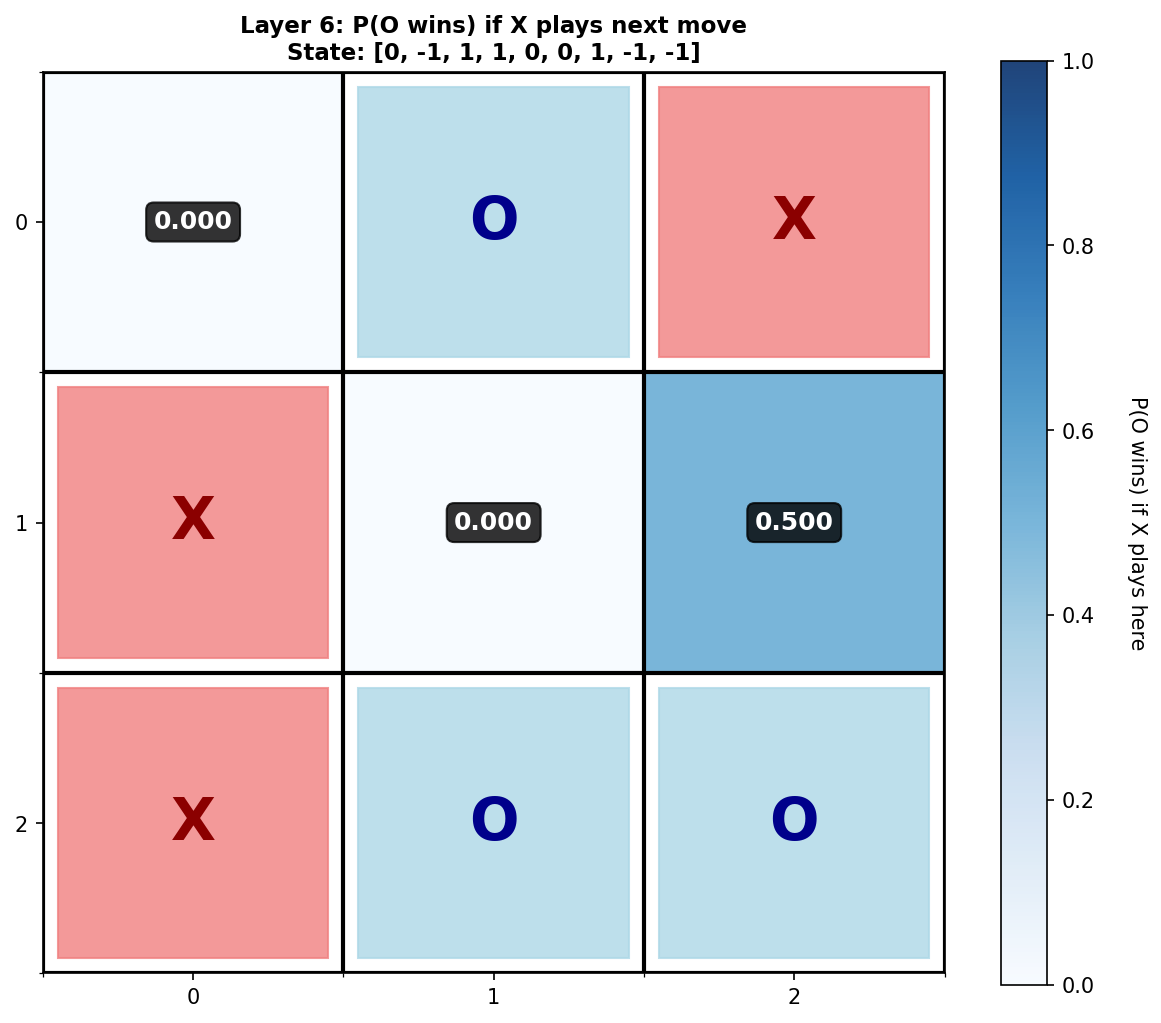 Layer 6: P(O wins) if X plays next move
State: [0, -1, 1, 1, 0, 0, 1, -1, -1]
0
0.000
O
X
1
X
0.000
0.500
2
X
O
O
0
1
2
1.0
0.8
0.6
0.4
0.2
0.0
P(O wins) if X plays here